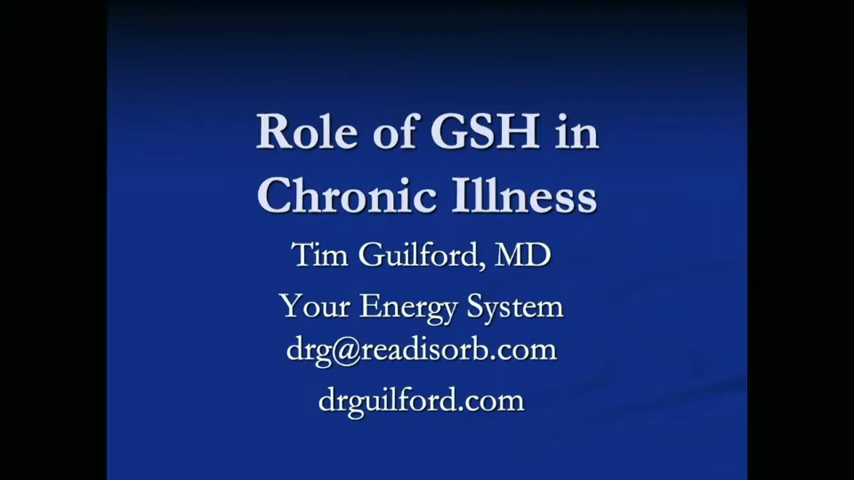 Role of GSH in
Chronic Illness
Tim Guilford, MD
Your Energy System
drg@readisorb.com
drguilford.com